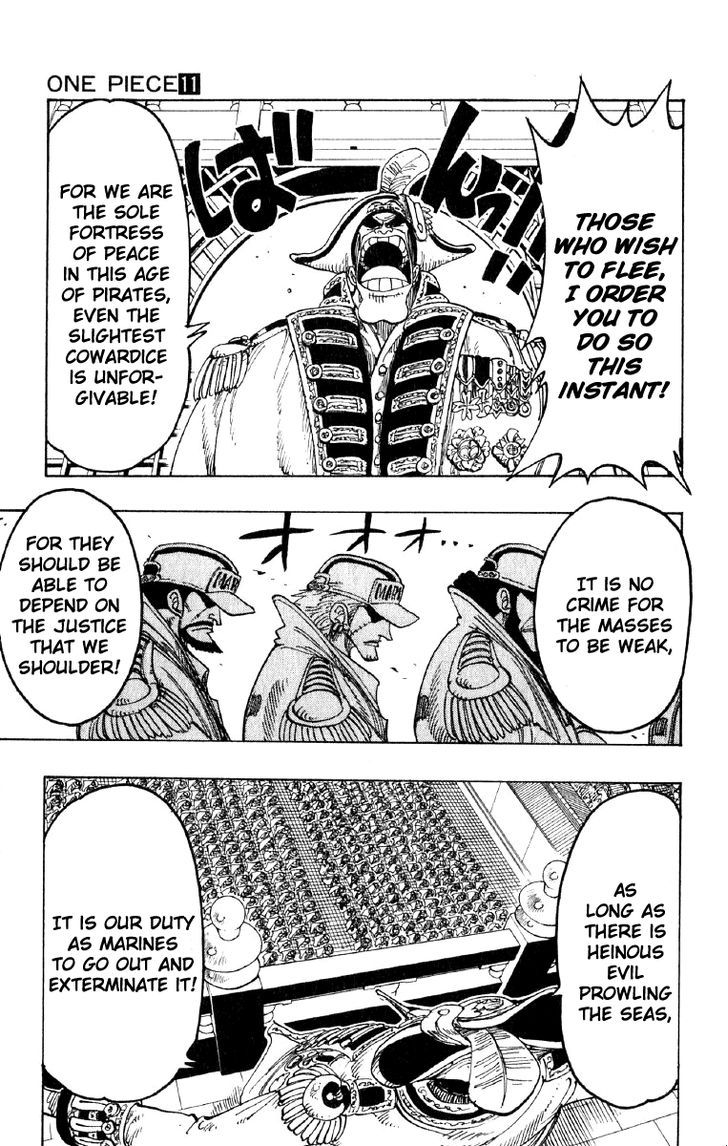 ONE PIECE 11
THOSE
WHO WISH
TO FLEE,
I ORDER
YOU TO
DO SO
THIS
INSTANT!
ばーんっ!!
FOR WE ARE
THE SOLE
FORTRESS
OF PEACE
IN THIS AGE
OF PIRATES,
EVEN THE
SLIGHTEST
COWARDICE
IS UNFOR-
GIVABLE!
IT IS NO
CRIME FOR
THE MASSES
TO BE WEAK,
オオオ...
MARI
MARI
FOR THEY
SHOULD BE
ABLE TO
DEPEND ON
THE JUSTICE
THAT WE
SHOULDER!
AS
LONG AS
THERE IS
HEINOUS
EVIL
PROWLING
THE SEAS,
IT IS OUR DUTY
AS MARINES
TO GO OUT AND
EXTERMINATE IT!